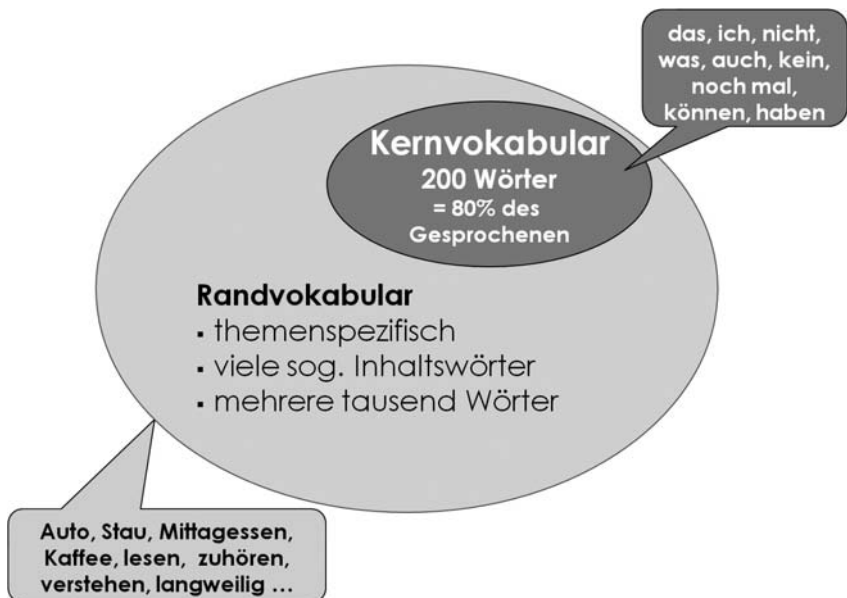 das, ich, nicht,
was, auch, kein,
noch mal,
können, haben
Kernvokabular
200 Wörter
= 80% des
Gesprochenen
Randvokabular
▪ themenspezifisch
▪ viele sog. Inhaltswörter
▪ mehrere tausend Wörter
Auto, Stau, Mittagessen,
Kaffee, lesen, zuhören,
verstehen, langweilig ...